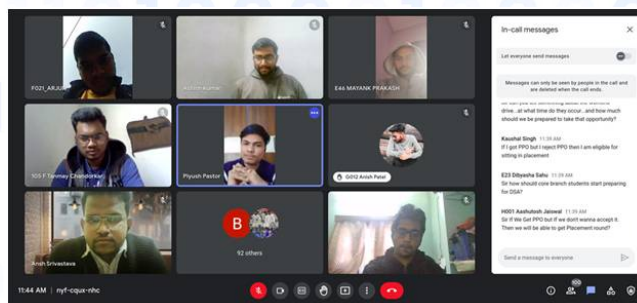 In-call messages
Let everyone send messages
Messages can only be seen by people in the call and
are deleted when the call ends.
drive...at what time do they occur...and how much
should we be prepared to take that opportunity?
Kaushal Singh 11:39 AM
If I got PPO but I reject PPO then I am eligible for
sitting in placement
E23 Dibyasha Sahu 11:39 AM
Sir how should core branch students start preparing
for DSA?
H001 Aashutosh Jaiswal 11:39 AM
Sir If We Get PPO but if we don't wanna accept it.
Then we will be able to get Placement round?
Send a message to everyone
F021_ARJUN
E46 MAYANK PRAKASH
105 F Tanmay Chandorkar
Piyush Pastor
G012 Anish Patel
Ansh Srivastava
B
92 others
11:44 AM | nyf-cqux-nhc
100